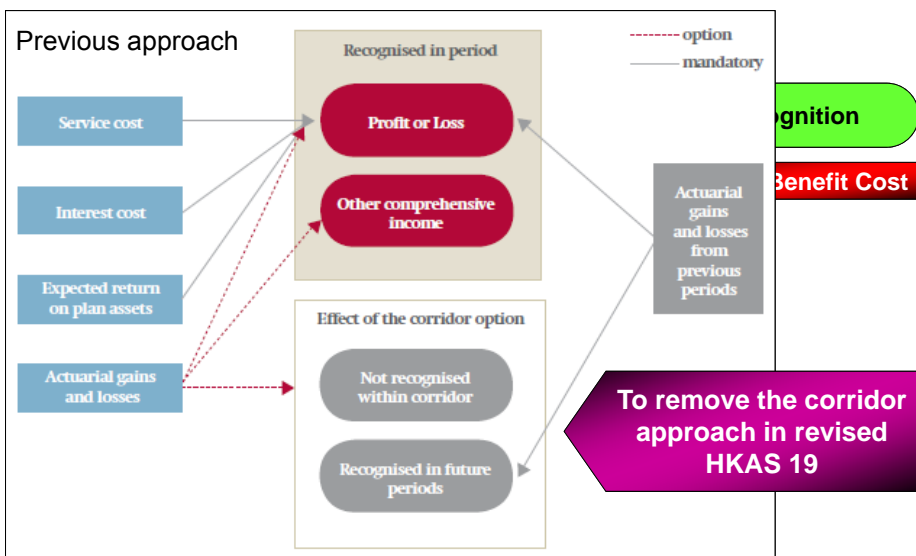 Previous approach
Recognised in period
option
mandatory
Service cost
Profit or Loss
ognition
Benefit Cost
Interest cost
Other comprehensive
income
Actuarial
gains
and losses
from
previous
periods
Expected return
on plan assets
Effect of the corridor option
Actuarial gains
and losses
Not recognised
within corridor
To remove the corridor
approach in revised
HKAS 19
Recognised in future
periods